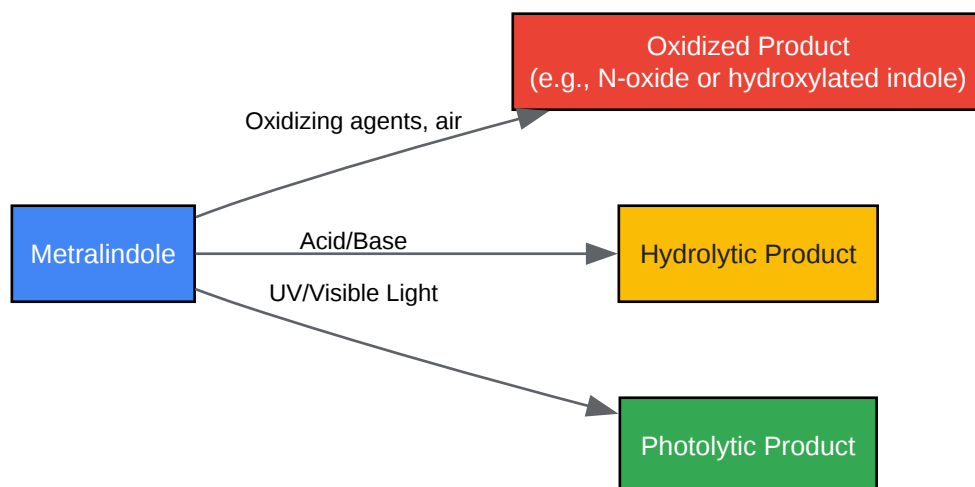 Oxidized Product
(e.g., N-oxide or hydroxylated indole)
Oxidizing agents, air
Metralindole
Acid/Base
Hydrolytic Product
UV/Visible Light
Photolytic Product